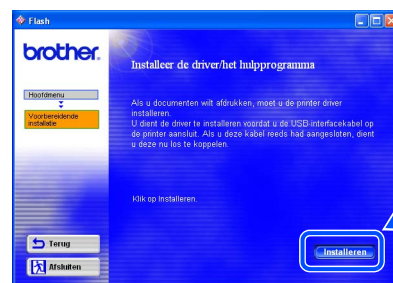 Flash
brother.
Installeer de driver/het hulpprogramma
Hoofdmenu
Voorbereidende
installatie
Als u documenten wilt afdrukken, moet u de printer driver
installeren.
U dient de driver te installeren voordat u de USB-interfacekabel op
de printer aansluit. Als u deze kabel reeds had aangesloten, dient
u deze nu los te koppelen.
Klik op Installeren.
Terug
Installeren
Afsluiten